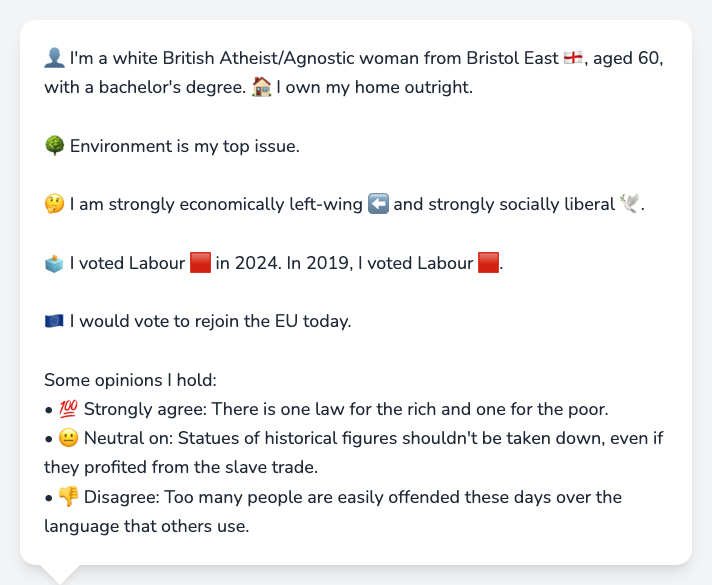 👤 I'm a white British Atheist/Agnostic woman from Bristol East 🏴󠁧󠁢󠁥󠁮󠁧󠁿, aged 60,
with a bachelor's degree. 🏠 I own my home outright.
🌳 Environment is my top issue.
🤔 I am strongly economically left-wing ⬅️ and strongly socially liberal 🕊️.
🗳️ I voted Labour 🟥 in 2024. In 2019, I voted Labour 🟥.
🇪🇺 I would vote to rejoin the EU today.
Some opinions I hold:
• 💯 Strongly agree: There is one law for the rich and one for the poor.
• 😐 Neutral on: Statues of historical figures shouldn't be taken down, even if
they profited from the slave trade.
• 👎 Disagree: Too many people are easily offended these days over the
language that others use.